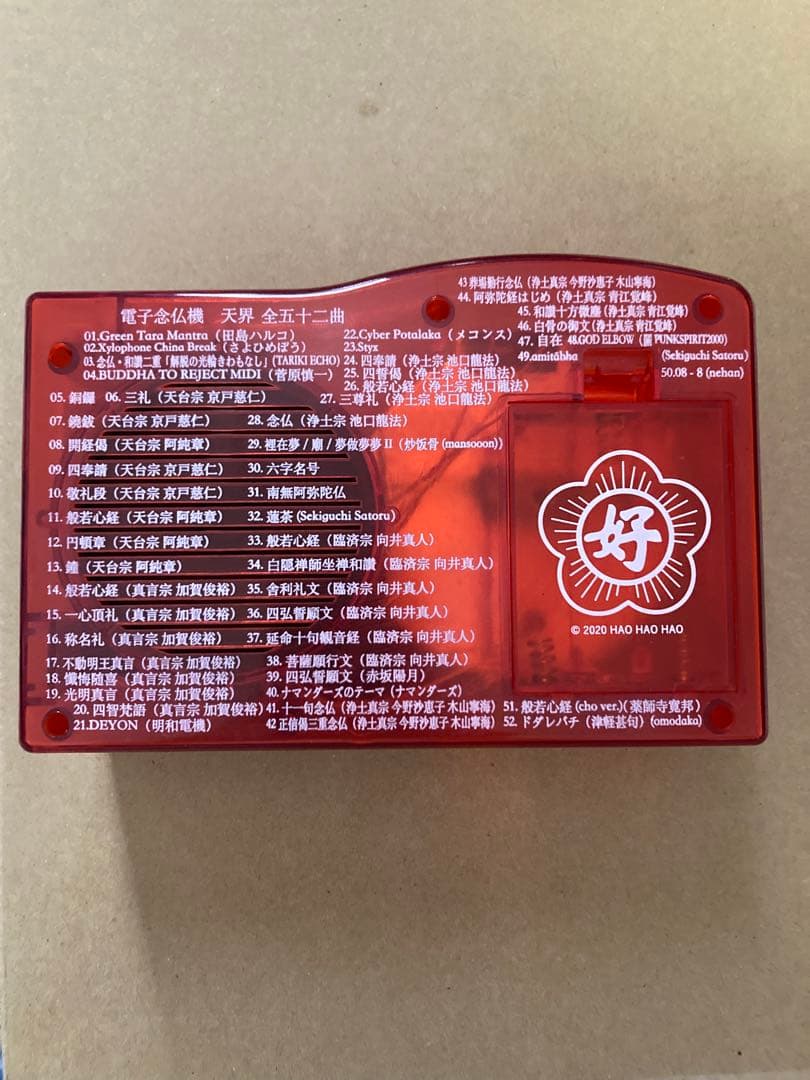 電子念仏機 天界 全五十二曲
01.Green Tara Mantra（田島ハルコ）
02.Xylophone China Break（さよひめぼう）
03.念仏・和讃二重「解脱の光輪きわもなし」(TARIKI ECHO)
04.BUDDHA TO REJECT MIDI（菅原慎一）
05. 銅鑼 06. 三礼（天台宗 京戸慈仁）
07. 鐃鈸（天台宗 京戸慈仁）
08. 開経偈（天台宗 阿純章）
09. 四奉請（天台宗 京戸慈仁）
10. 敬礼段（天台宗 京戸慈仁）
11. 般若心経（天台宗 阿純章）
12. 円頓章（天台宗 阿純章）
13. 鐘（天台宗 阿純章）
14. 般若心経（真言宗 加賀俊裕）
15. 一心頂礼（真言宗 加賀俊裕）
16. 称名礼（真言宗 加賀俊裕）
17. 不動明王真言（真言宗 加賀俊裕）
18. 懺悔随喜（真言宗 加賀俊裕）
19. 光明真言（真言宗 加賀俊裕）
20. 四智梵語（真言宗 加賀俊裕）
21.DEYON（明和電機）
22.Cyber Potalaka（メコンス）
23.Styx
24. 四奉請（浄土宗 池口龍法）
25. 四誓偈（浄土宗 池口龍法）
26. 般若心経（浄土宗 池口龍法）
27. 三尊礼（浄土宗 池口龍法）
28. 念仏（浄土宗 池口龍法）
29. 裡在夢 / 廟 / 夢做夢夢 II（炒飯骨 (mansooon)）
30. 六字名号
31. 南無阿弥陀仏
32. 蓮茶 (Sekiguchi Satoru)
33. 般若心経（臨済宗 向井真人）
34. 白隠禅師坐禅和讃（臨済宗 向井真人）
35. 舎利礼文（臨済宗 向井真人）
36. 四弘誓願文（臨済宗 向井真人）
37. 延命十句観音経（臨済宗 向井真人）
38. 菩薩願行文（臨済宗 向井真人）
39. 四弘誓願文（赤坂陽月）
40. ナマンダーズのテーマ（ナマンダーズ）
41. 十一句念仏（浄土真宗 今野沙恵子 木山寧海）
42 正信偈三重念仏（浄土真宗 今野沙恵子 木山寧海）
43 葬場勤行念仏（浄土真宗 今野沙恵子 木山寧海）
44. 阿弥陀経はじめ（浄土真宗 青江覚峰）
45. 和讃十方微塵（浄土真宗 青江覚峰）
46. 白骨の御文（浄土真宗 青江覚峰）
47. 自在 48.GOD ELBOW（ PUNKSPIRIT2000）
49.amitābha (Sekiguchi Satoru)
50.08 - 8 (nehan)
51. 般若心経 (cho ver.)（薬師寺寛邦）
52. ドダレバチ（津軽甚句）(omodaka)
好
© 2020 HAO HAO HAO